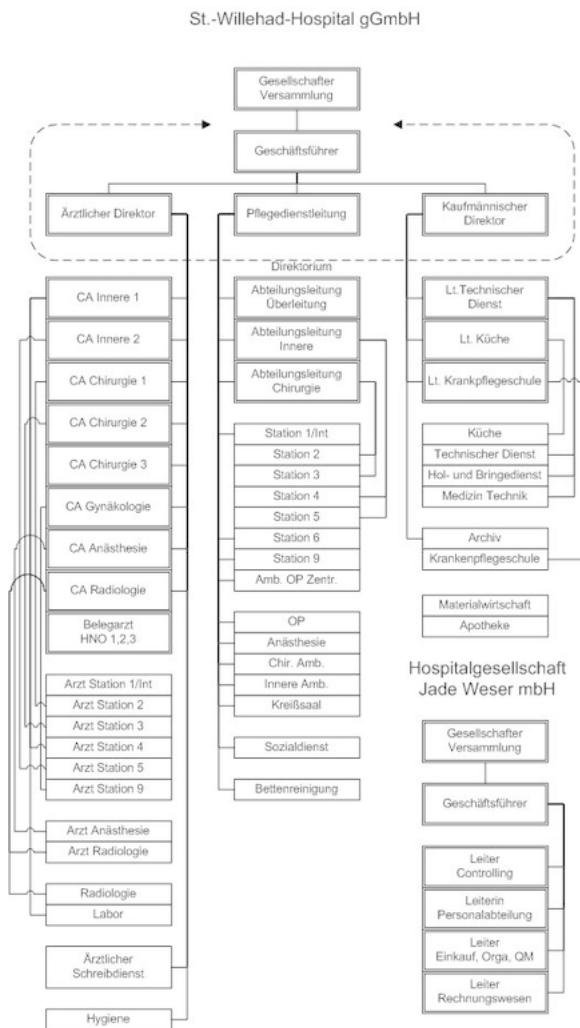 St.-Willehad-Hospital gGmbH
Gesellschafter
Versammlung
Geschäftsführer
Ärztlicher Direktor
Pflegedienstleitung
Kaufmännischer
Direktor
Direktorium
CA Innere 1
CA Innere 2
CA Chirurgie 1
CA Chirurgie 2
CA Chirurgie 3
CA Gynäkologie
CA Anästhesie
CA Radiologie
Belegarzt
HNO 1,2,3
Arzt Station 1/Int
Arzt Station 2
Arzt Station 3
Arzt Station 4
Arzt Station 5
Arzt Station 9
Arzt Anästhesie
Arzt Radiologie
Radiologie
Labor
Ärztlicher
Schreibdienst
Hygiene
Abteilungsleitung
Überleitung
Abteilungsleitung
Innere
Abteilungsleitung
Chirurgie
Station 1/Int
Station 2
Station 3
Station 4
Station 5
Station 6
Station 9
Amb. OP Zentr.
OP
Anästhesie
Chir. Amb.
Innere Amb.
Kreißsaal
Sozialdienst
Bettenreinigung
Lt.Technischer
Dienst
Lt. Küche
Lt. Krankpflegeschule
Küche
Technischer Dienst
Hol- und Bringedienst
Medizin Technik
Archiv
Krankenpflegeschule
Materialwirtschaft
Apotheke
Hospitalgesellschaft
Jade Weser mbH
Gesellschafter
Versammlung
Geschäftsführer
Leiter
Controlling
Leiterin
Personalabteilung
Leiter
Einkauf, Orga, QM
Leiter
Rechnungswesen